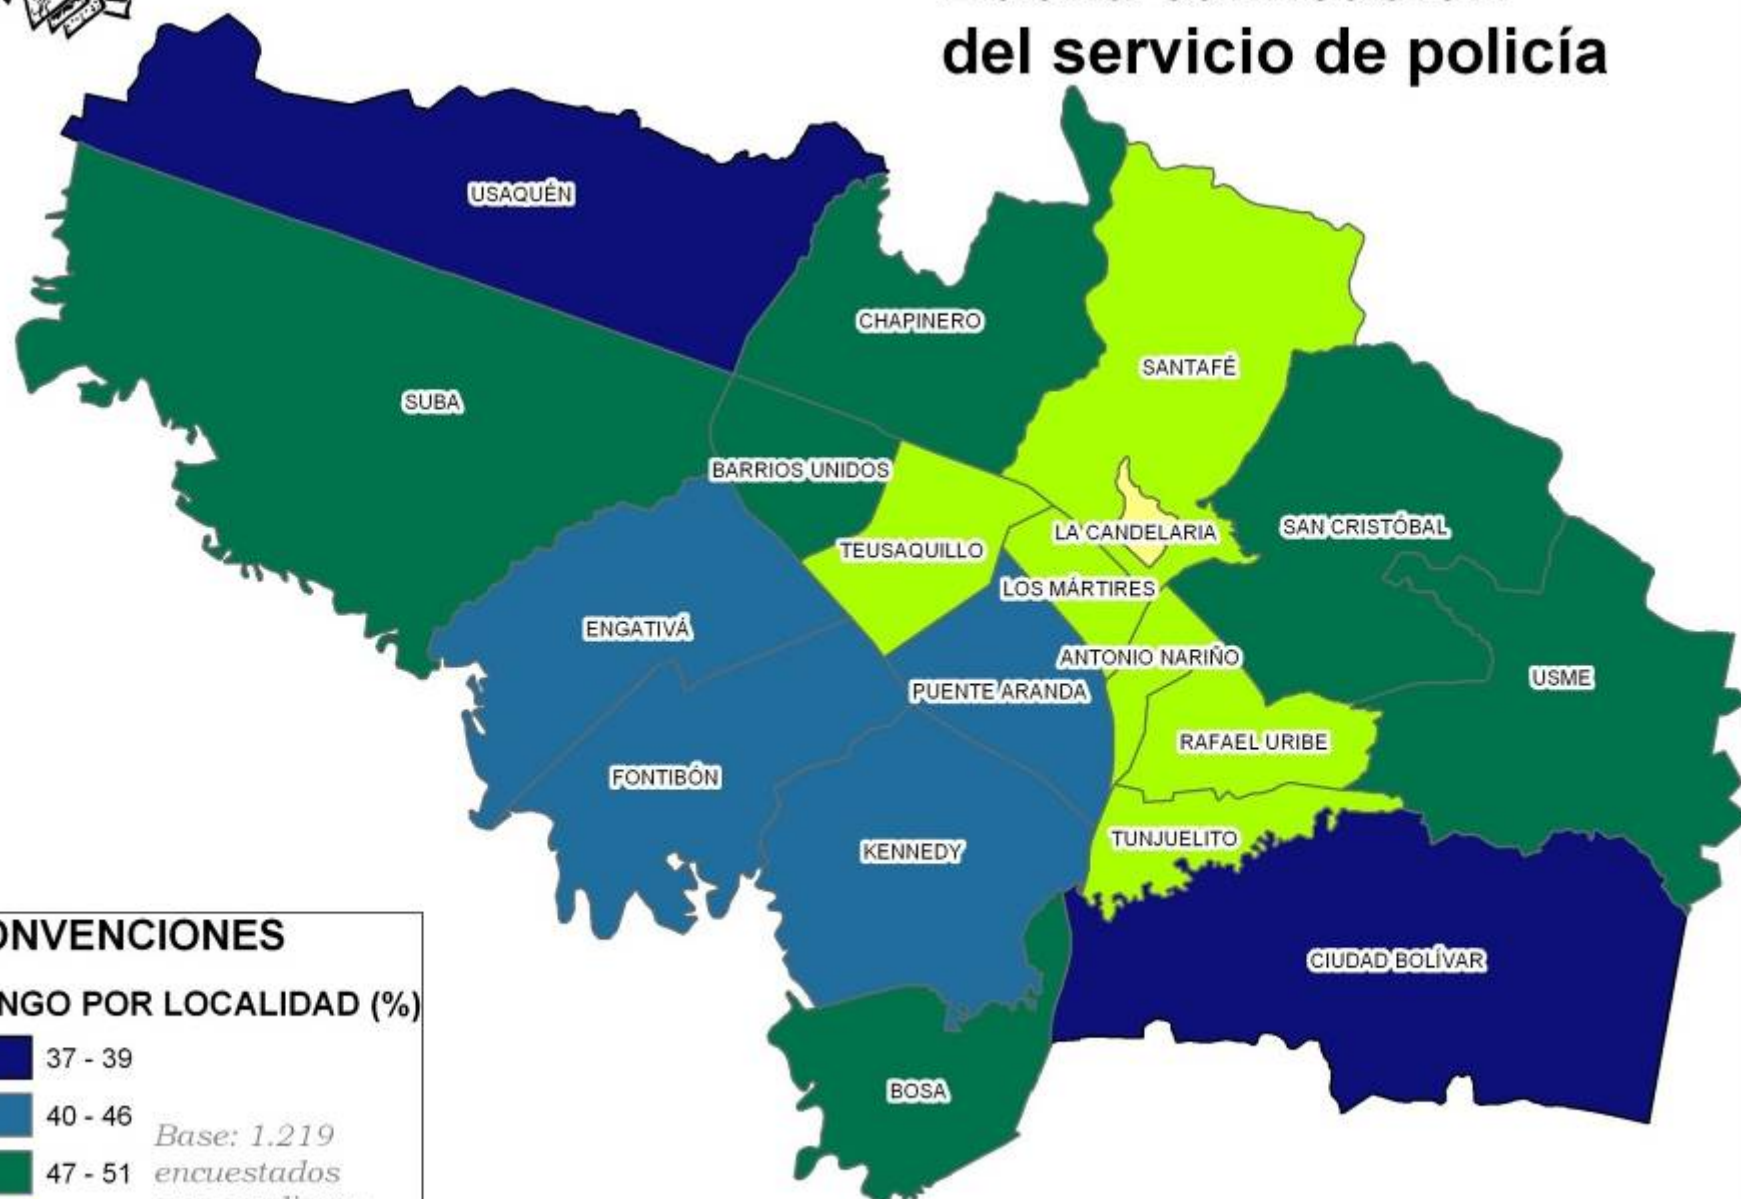 del servicio de policía
USAQUÉN
CHAPINERO
SANTAFÉ
SUBA
BARRIOS UNIDOS
TEUSAQUILLO
LA CANDELARIA
SAN CRISTÓBAL
LOS MÁRTIRES
ENGATIVÁ
ANTONIO NARIÑO
PUENTE ARANDA
USME
RAFAEL URIBE
FONTIBÓN
TUNJUELITO
KENNEDY
CIUDAD BOLÍVAR
BOSA
ONVENCIONES
NGO POR LOCALIDAD (%)
37 - 39
40 - 46
47 - 51
Base: 1.219
encuestados